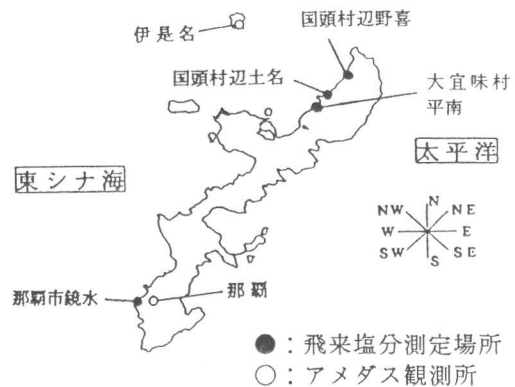 国頭村辺野喜
伊是名
国頭村辺土名
大宜味村
平南
太平洋
東シナ海
N
NW
NE
W
E
SW
SE
S
那覇市鏡水
那覇
●：飛来塩分測定場所
○：アメダス観測所